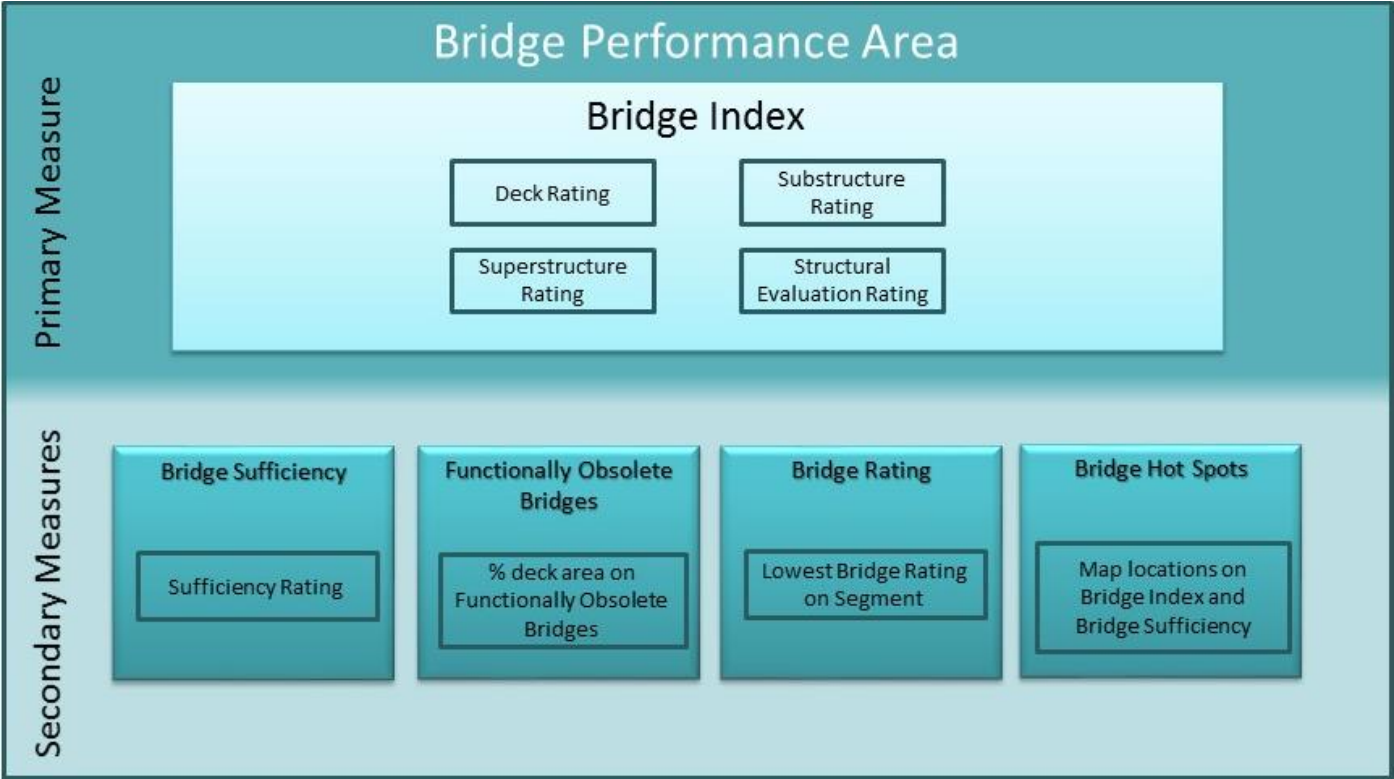 Bridge Performance Area
Primary Measure
Bridge Index
Deck Rating
Substructure
Rating
Superstructure
Rating
Structural
Evaluation Rating
Secondary Measures
Bridge Sufficiency
Sufficiency Rating
Functionally Obsolete
Bridges
% deck area on
Functionally Obsolete
Bridges
Bridge Rating
Lowest Bridge Rating
on Segment
Bridge Hot Spots
Map locations on
Bridge Index and
Bridge Sufficiency